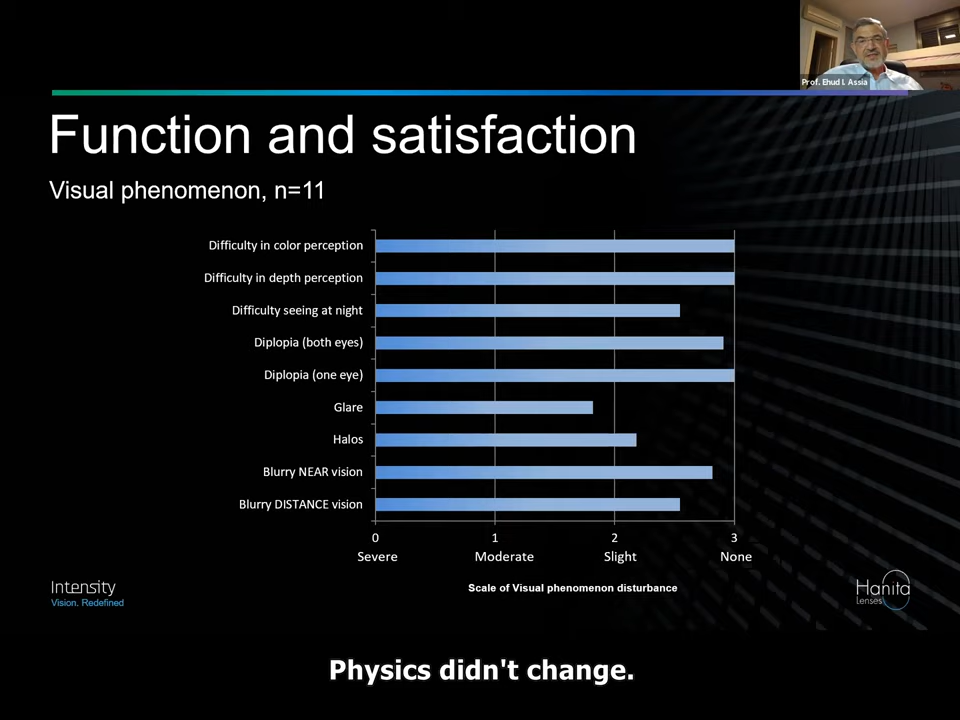 Prof. Ehud I. Assia
Function and satisfaction
Visual phenomenon, n=11
Difficulty in color perception
Difficulty in depth perception
Difficulty seeing at night
Diplopia (both eyes)
Diplopia (one eye)
Glare
Halos
Blurry NEAR vision
Blurry DISTANCE vision
0 1 2 3
Severe Moderate Slight None
Scale of Visual phenomenon disturbance
Intensity
Vision. Redefined
Hanita
Lenses
Physics didn't change.